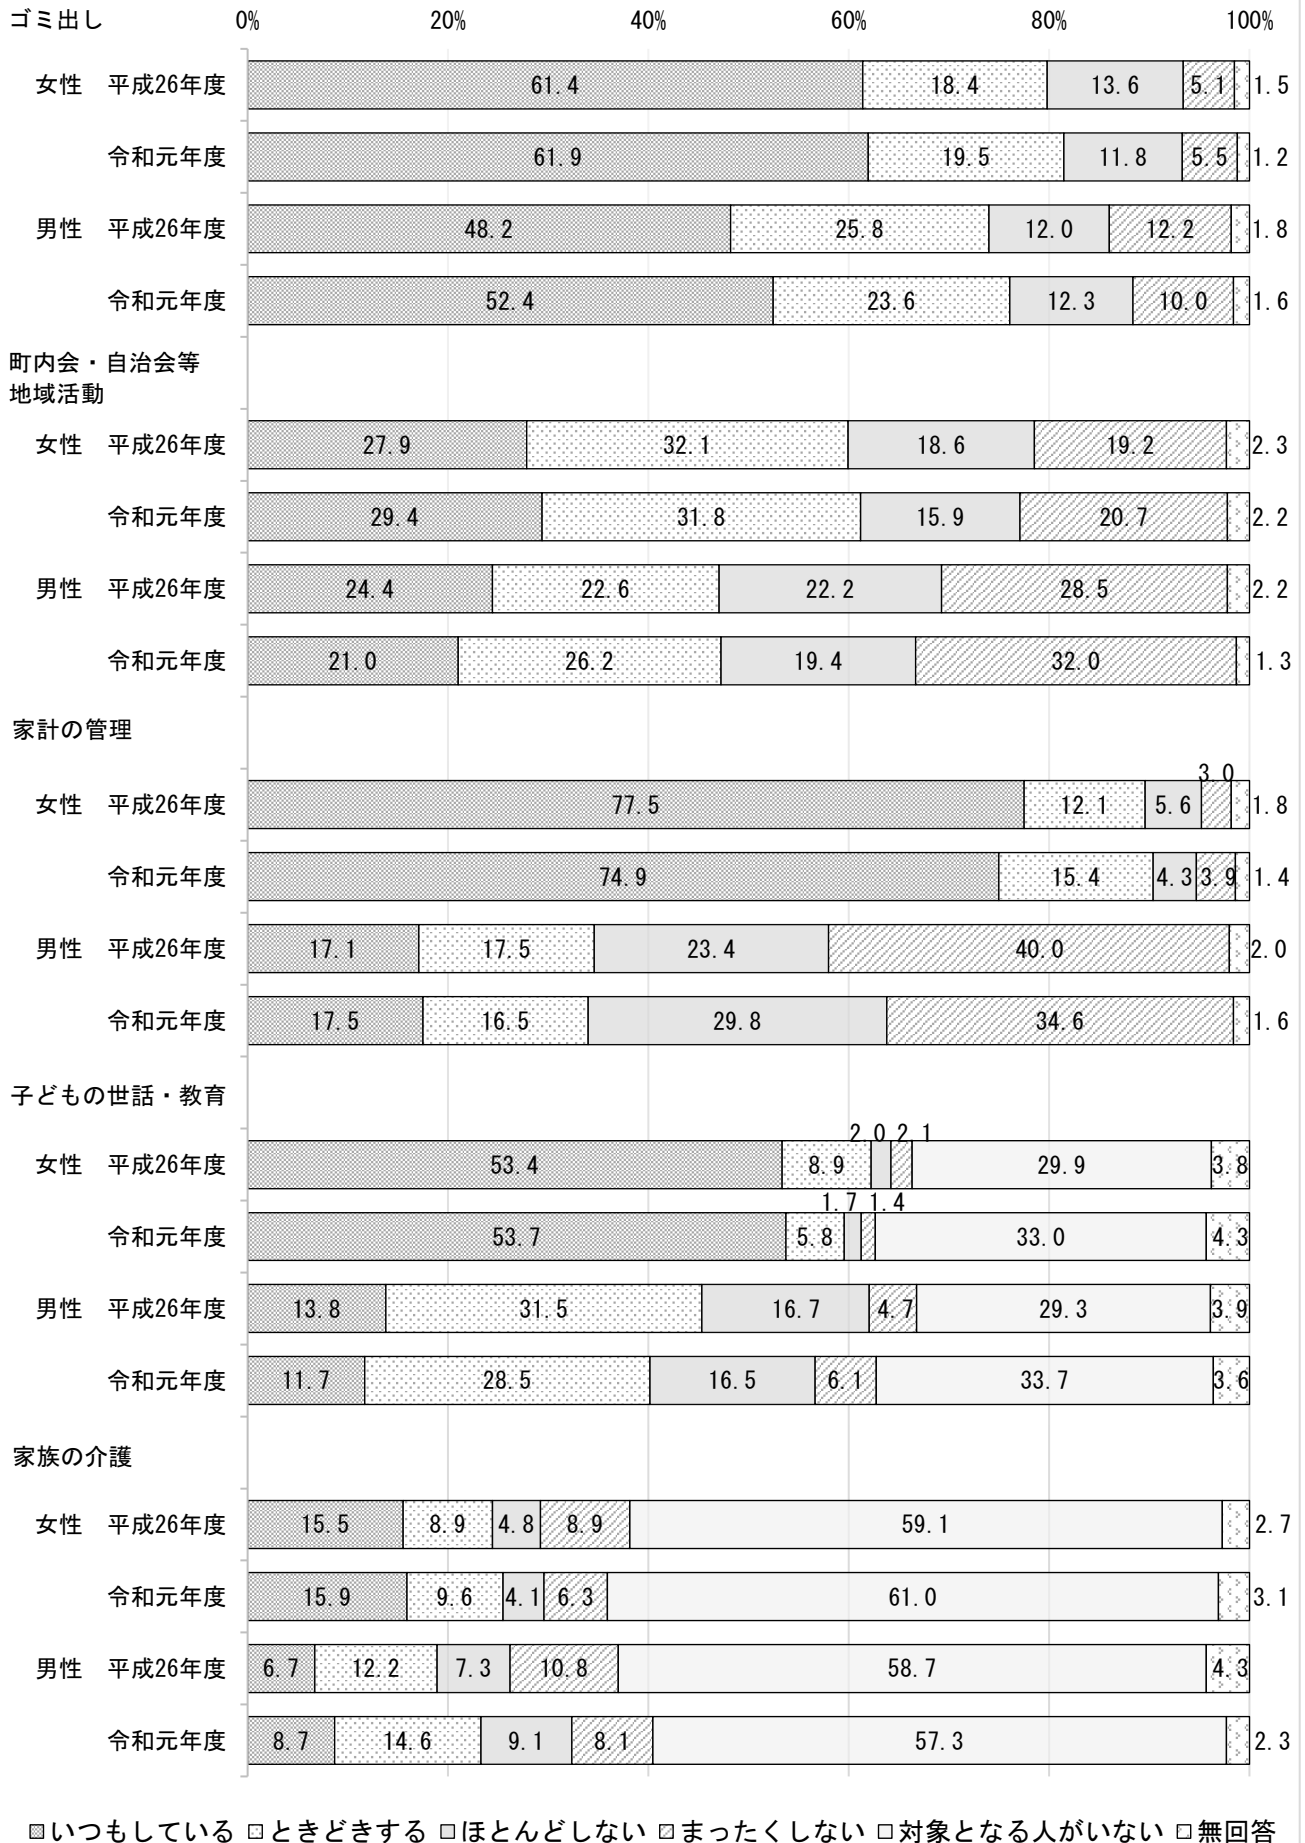 ゴミ出し 0% 20% 40% 60% 80% 100%
女性 平成26年度 61.4 18.4 13.6 5.1 1.5
令和元年度 61.9 19.5 11.8 5.5 1.2
男性 平成26年度 48.2 25.8 12.0 12.2 1.8
令和元年度 52.4 23.6 12.3 10.0 1.6
町内会・自治会等
地域活動
女性 平成26年度 27.9 32.1 18.6 19.2 2.3
令和元年度 29.4 31.8 15.9 20.7 2.2
男性 平成26年度 24.4 22.6 22.2 28.5 2.2
令和元年度 21.0 26.2 19.4 32.0 1.3
家計の管理
女性 平成26年度 77.5 12.1 5.6 3.0 1.8
令和元年度 74.9 15.4 4.3 3.9 1.4
男性 平成26年度 17.1 17.5 23.4 40.0 2.0
令和元年度 17.5 16.5 29.8 34.6 1.6
子どもの世話・教育
女性 平成26年度 53.4 8.9 2.0 2.1 29.9 3.8
令和元年度 53.7 5.8 1.7 1.4 33.0 4.3
男性 平成26年度 13.8 31.5 16.7 4.7 29.3 3.9
令和元年度 11.7 28.5 16.5 6.1 33.7 3.6
家族の介護
女性 平成26年度 15.5 8.9 4.8 8.9 59.1 2.7
令和元年度 15.9 9.6 4.1 6.3 61.0 3.1
男性 平成26年度 6.7 12.2 7.3 10.8 58.7 4.3
令和元年度 8.7 14.6 9.1 8.1 57.3 2.3
いつもしている ときどきする ほとんどしない まったくしない 対象となる人がいない 無回答